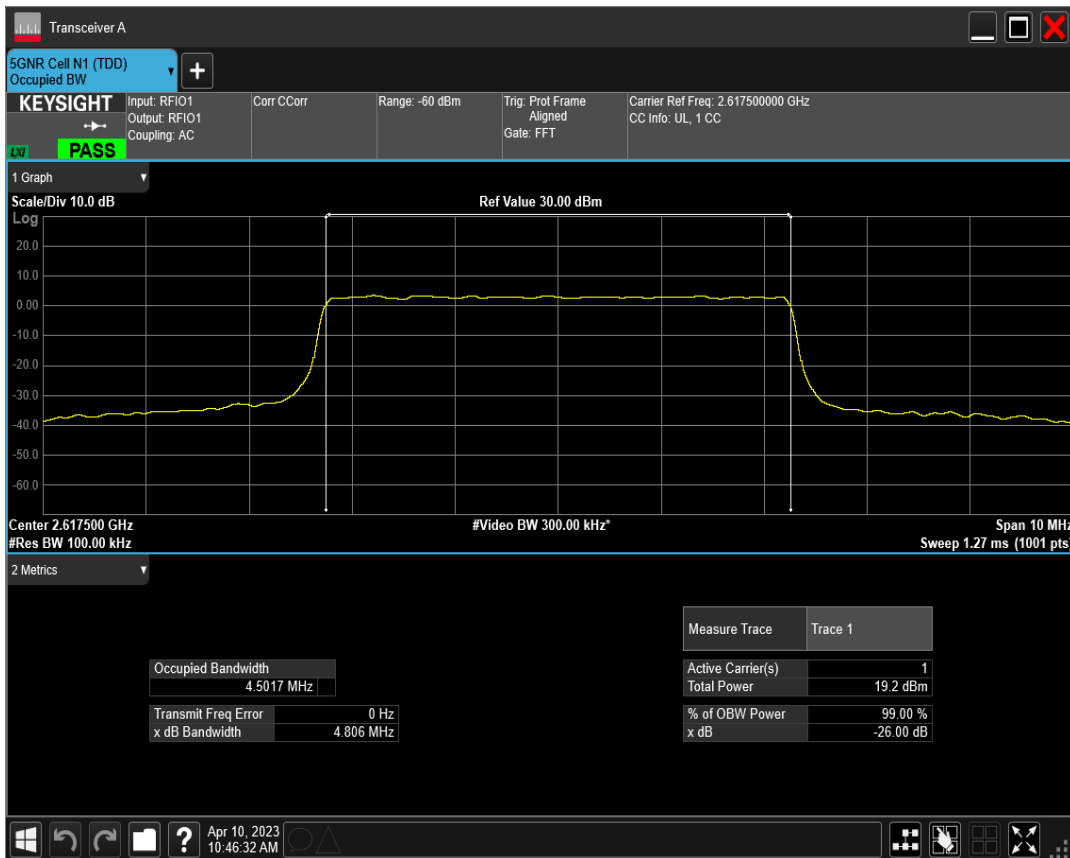 Transceiver A
5GNR Cell N1 (TDD)
Occupied BW
KEYSIGHT
LXI
PASS
Input: RFIO1
Output: RFIO1
Coupling: AC
Corr CCorr
Range: -60 dBm
Trig: Prot Frame
Aligned
Gate: FFT
Carrier Ref Freq: 2.617500000 GHz
CC Info: UL, 1 CC
1 Graph
Scale/Div 10.0 dB
Ref Value 30.00 dBm
Log
20.0
10.0
0.00
-10.0
-20.0
-30.0
-40.0
-50.0
-60.0
Center 2.617500 GHz
#Video BW 300.00 kHz*
Span 10 MHz
#Res BW 100.00 kHz
Sweep 1.27 ms (1001 pts)
2 Metrics
Measure Trace Trace 1
Occupied Bandwidth
4.5017 MHz
Active Carrier(s) 1
Total Power 19.2 dBm
Transmit Freq Error 0 Hz
x dB Bandwidth 4.806 MHz
% of OBW Power 99.00 %
x dB -26.00 dB
?
Apr 10, 2023
10:46:32 AM